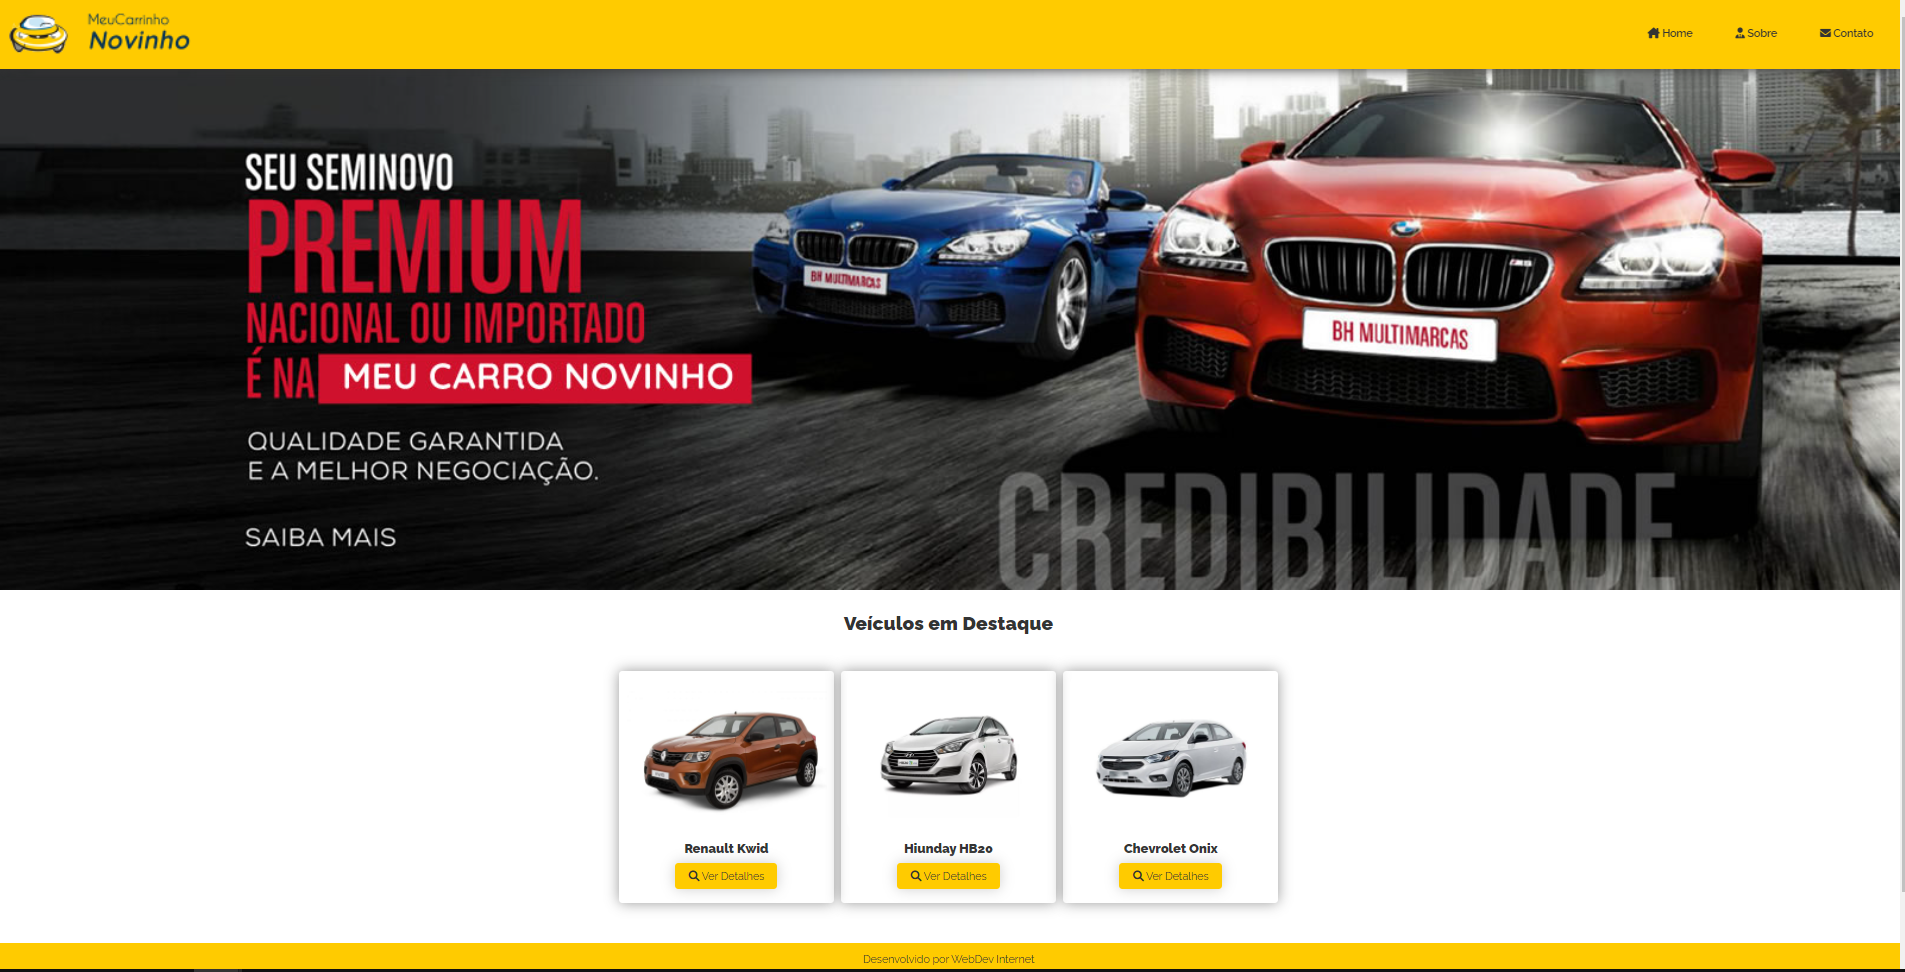 MeuCarrinho
Novinho
Home
Sobre
Contato
SEU SEMINOVO
PREMIUM
NACIONAL OU IMPORTADO
É NA MEU CARRO NOVINHO
QUALIDADE GARANTIDA
E A MELHOR NEGOCIAÇÃO.
SAIBA MAIS
BH MULTIMARCAS
BH MULTIMARCAS
CREDIBILIDADE
Veículos em Destaque
Renault Kwid
Ver Detalhes
Hiunday HB20
Ver Detalhes
Chevrolet Onix
Ver Detalhes
Desenvolvido por WebDev Internet